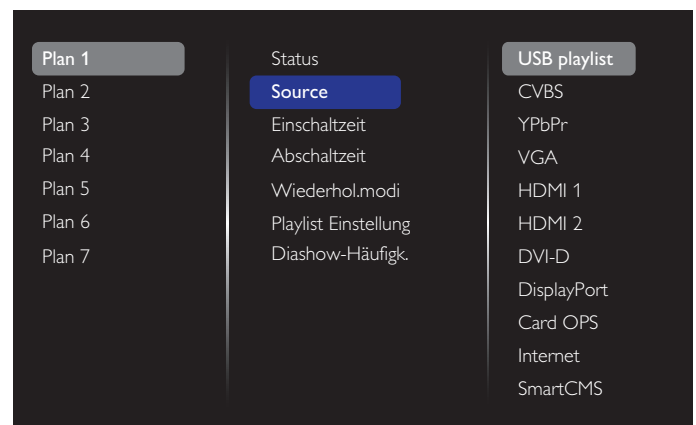 Plan 1
Plan 2
Plan 3
Plan 4
Plan 5
Plan 6
Plan 7
Status
Source
Einschaltzeit
Abschaltzeit
Wiederhol.modi
Playlist Einstellung
Diashow-Häufigk.
USB playlist
CVBS
YPbPr
VGA
HDMI 1
HDMI 2
DVI-D
DisplayPort
Card OPS
Internet
SmartCMS